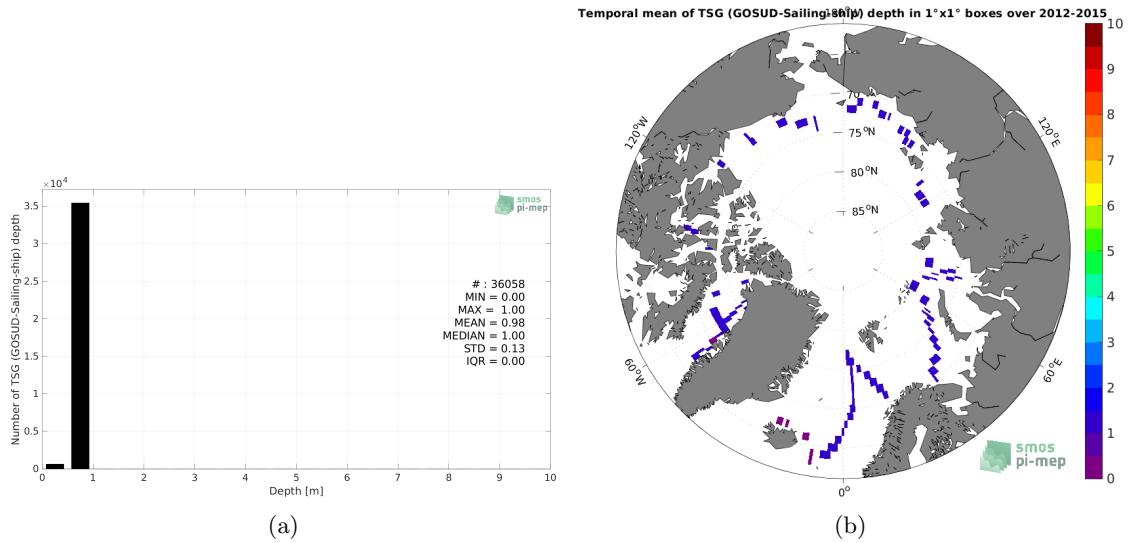 Temporal mean of TSG (GOSUD-Sailing-ship) depth in 1°x1° boxes over 2012-2015
180°W
×10⁴
3.5
3
2.5
2
1.5
1
0.5
0
Number of TSG (GOSUD-Sailing-ship) depth
smos
pi-mep
# : 36058
MIN = 0.00
MAX = 1.00
MEAN = 0.98
MEDIAN = 1.00
STD = 0.13
IQR = 0.00
0 1 2 3 4 5 6 7 8 9 10
Depth [m]
(a)
120°W
120°E
60°W
60°E
0°
70
75°N
80°N
85°N
10
9
8
7
6
5
4
3
2
1
0
smos
pi-mep
(b)